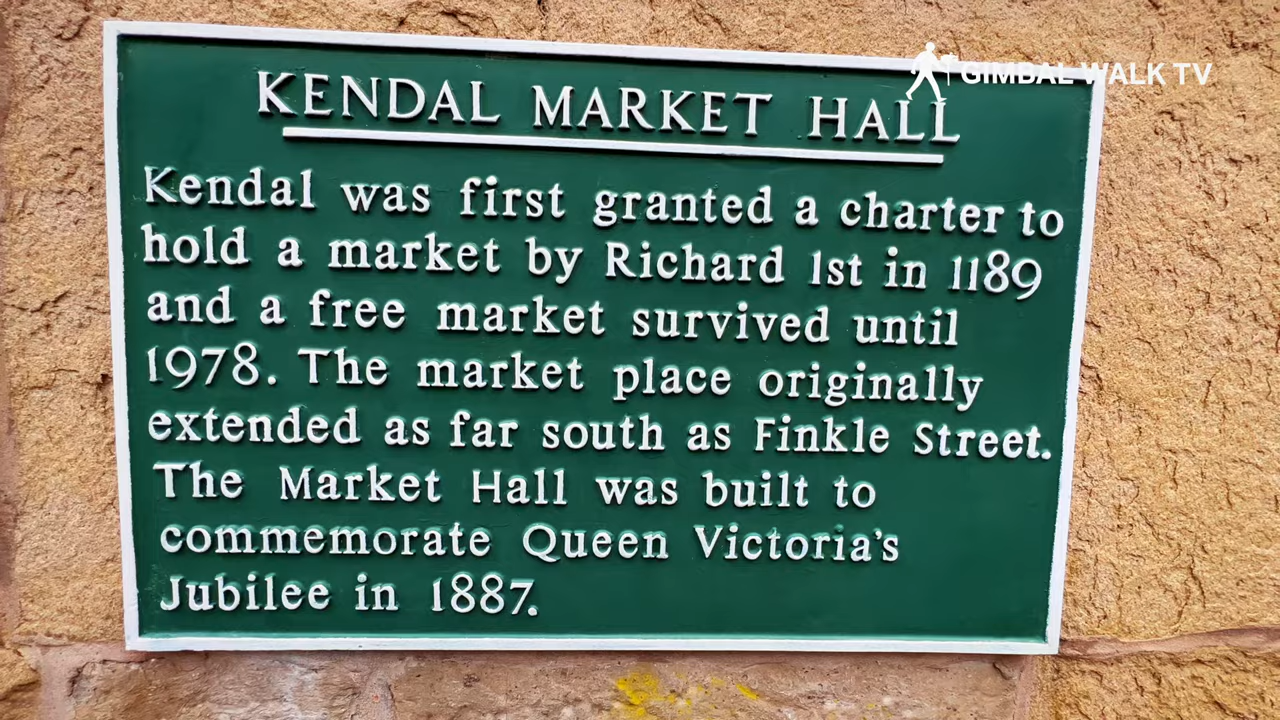 GIMBAL WALK TV
KENDAL MARKET HALL
Kendal was first granted a charter to
hold a market by Richard 1st in 1189
and a free market survived until
1978. The market place originally
extended as far south as Finkle Street.
The Market Hall was built to
commemorate Queen Victoria's
Jubilee in 1887.